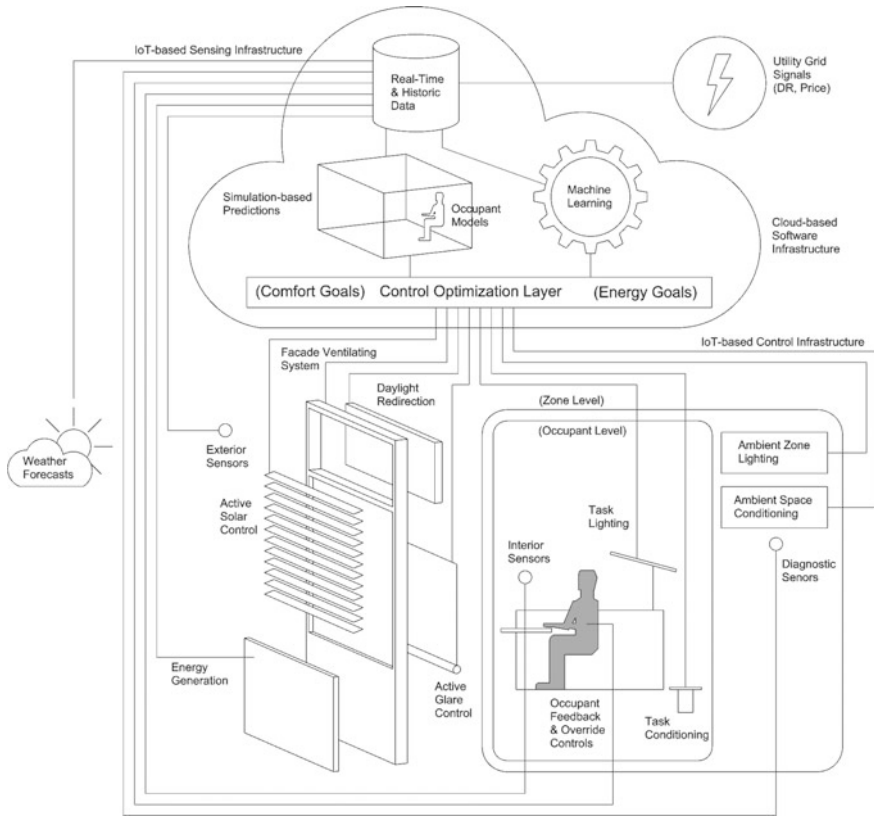 IoT-based Sensing Infrastructure
Real-Time
& Historic
Data
Utility Grid
Signals
(DR, Price)
Simulation-based
Predictions
Occupant
Models
Machine
Learning
Cloud-based
Software
Infrastructure
(Comfort Goals) Control Optimization Layer (Energy Goals)
IoT-based Control Infrastructure
Facade Ventilating
System
Daylight
Redirection
(Zone Level)
(Occupant Level)
Ambient Zone
Lighting
Exterior
Sensors
Weather
Forecasts
Active
Solar
Control
Ambient Space
Conditioning
Task
Lighting
Interior
Sensors
Diagnostic
Senors
Energy
Generation
Active
Glare
Control
Occupant
Feedback
& Override
Controls
Task
Conditioning